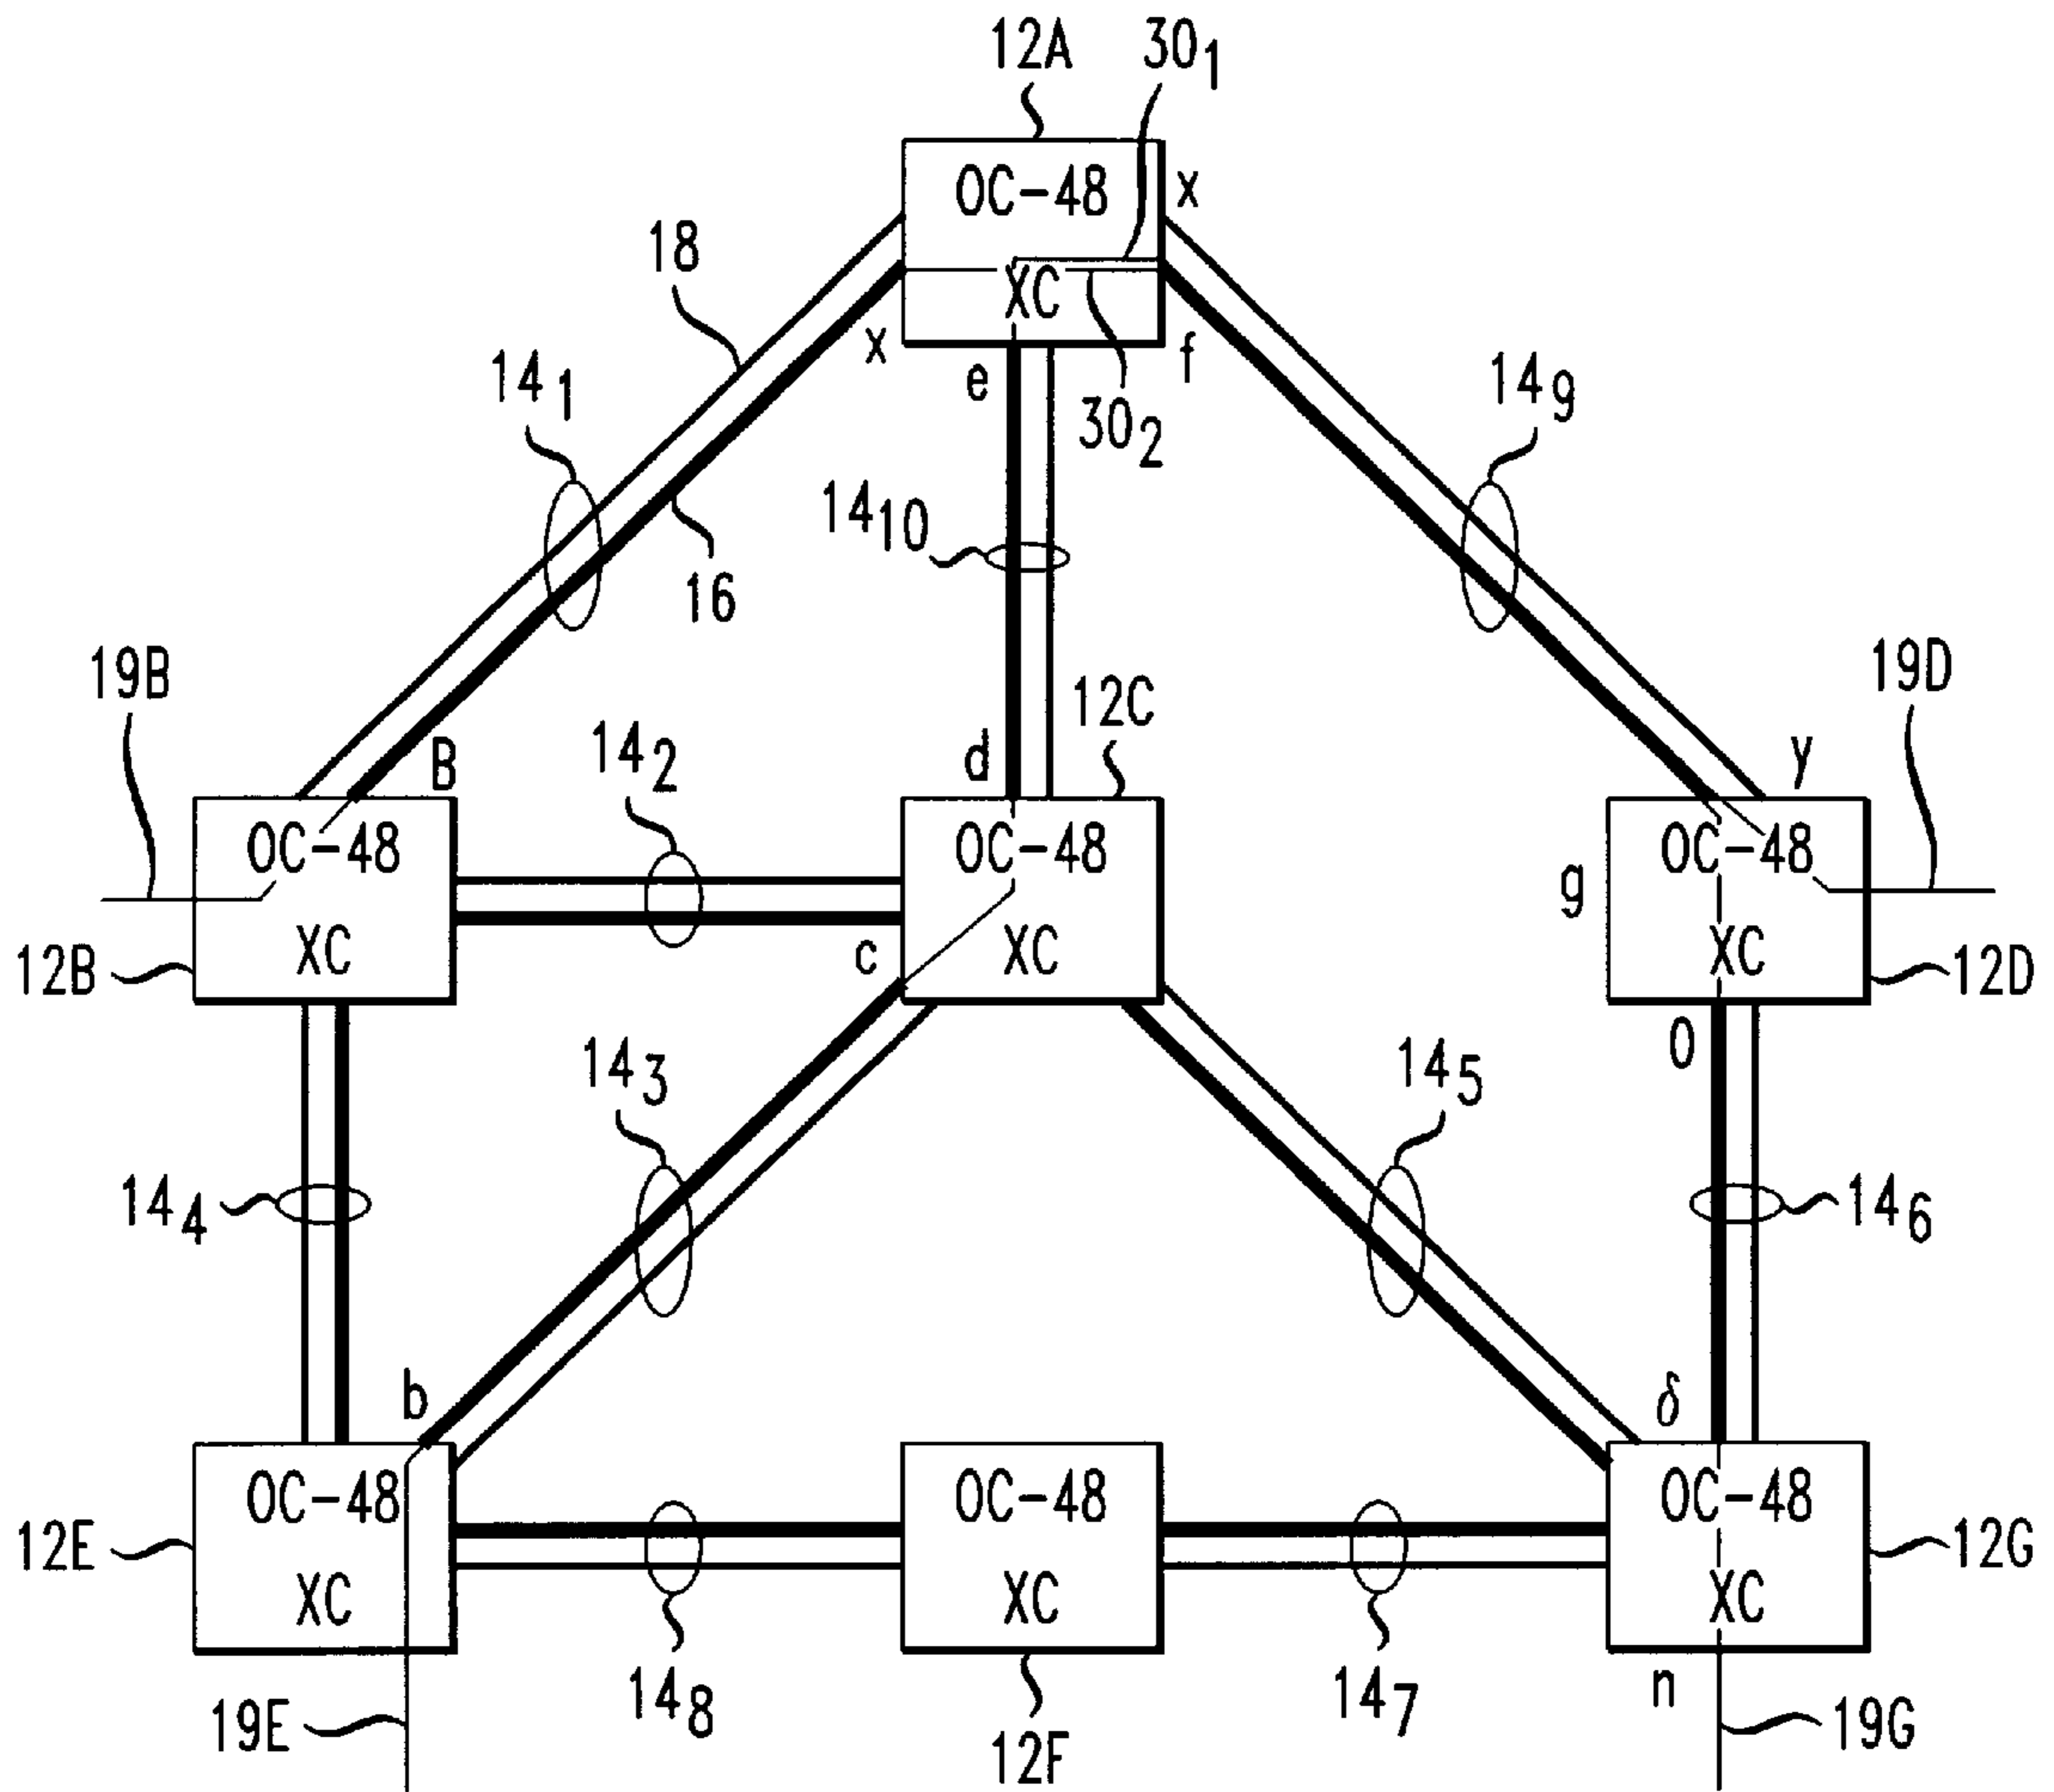 12A
30₁
OC-48
x
18
XC
x
f
e
14₁
30₂
14₉
14₁₀
16
19B
19D
12C
B
14₂
d
y
OC-48
OC-48
OC-48
g
XC
c
XC
XC
12B
12D
0
14₃
14₅
14₄
14₆
b
δ
OC-48
OC-48
OC-48
12E
12G
XC
XC
XC
14₈
14₇
n
19E
12F
19G